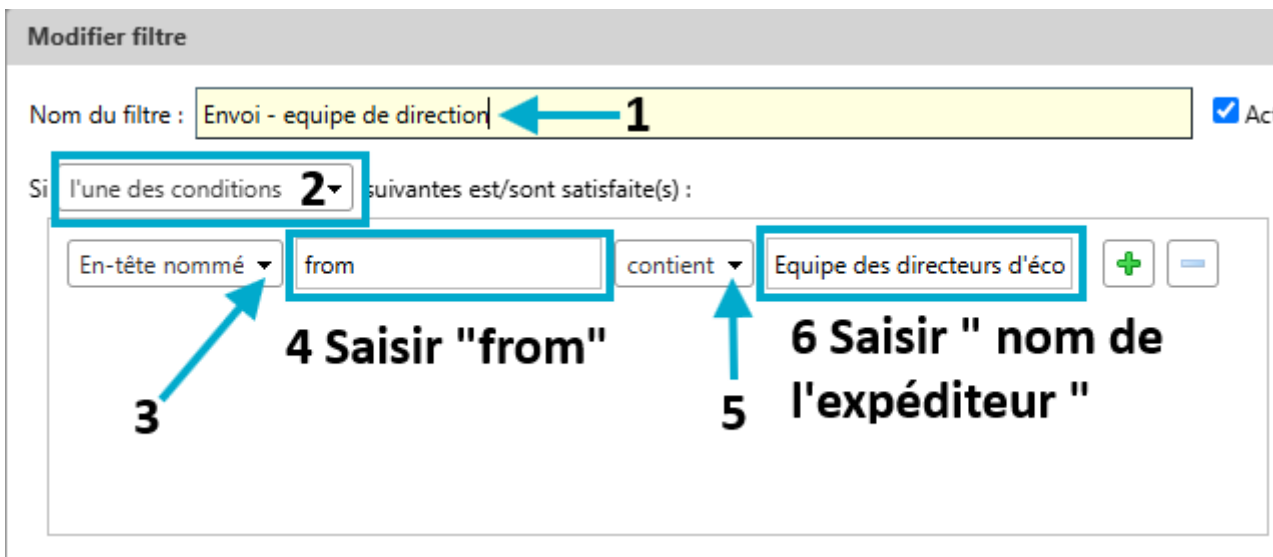 Modifier filtre
Nom du filtre : Envoi - equipe de direction 1 Ac
Si l'une des conditions 2 suivantes est/sont satisfaite(s) :
En-tête nommé from contient Equipe des directeurs d'éco
4 Saisir "from" 6 Saisir " nom de
3 5 l'expéditeur "